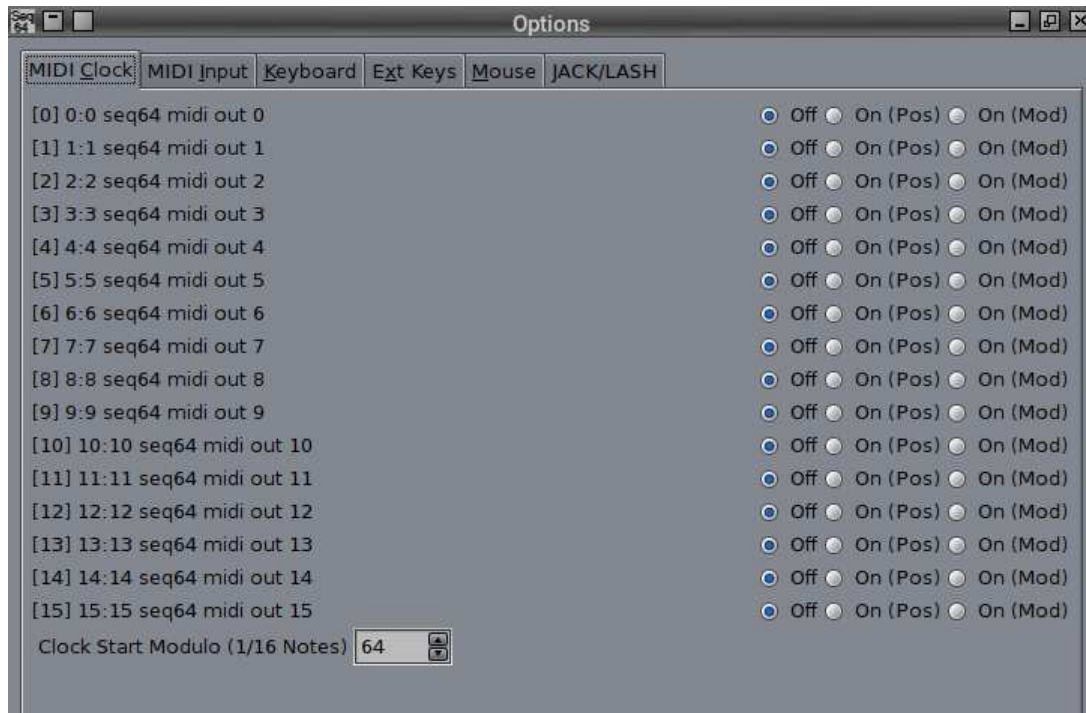 Seq 64 Options
MIDI Clock MIDI Input Keyboard Ext Keys Mouse JACK/LASH
[0] 0:0 seq64 midi out 0 Off On (Pos) On (Mod)
[1] 1:1 seq64 midi out 1 Off On (Pos) On (Mod)
[2] 2:2 seq64 midi out 2 Off On (Pos) On (Mod)
[3] 3:3 seq64 midi out 3 Off On (Pos) On (Mod)
[4] 4:4 seq64 midi out 4 Off On (Pos) On (Mod)
[5] 5:5 seq64 midi out 5 Off On (Pos) On (Mod)
[6] 6:6 seq64 midi out 6 Off On (Pos) On (Mod)
[7] 7:7 seq64 midi out 7 Off On (Pos) On (Mod)
[8] 8:8 seq64 midi out 8 Off On (Pos) On (Mod)
[9] 9:9 seq64 midi out 9 Off On (Pos) On (Mod)
[10] 10:10 seq64 midi out 10 Off On (Pos) On (Mod)
[11] 11:11 seq64 midi out 11 Off On (Pos) On (Mod)
[12] 12:12 seq64 midi out 12 Off On (Pos) On (Mod)
[13] 13:13 seq64 midi out 13 Off On (Pos) On (Mod)
[14] 14:14 seq64 midi out 14 Off On (Pos) On (Mod)
[15] 15:15 seq64 midi out 15 Off On (Pos) On (Mod)
Clock Start Modulo (1/16 Notes) 64